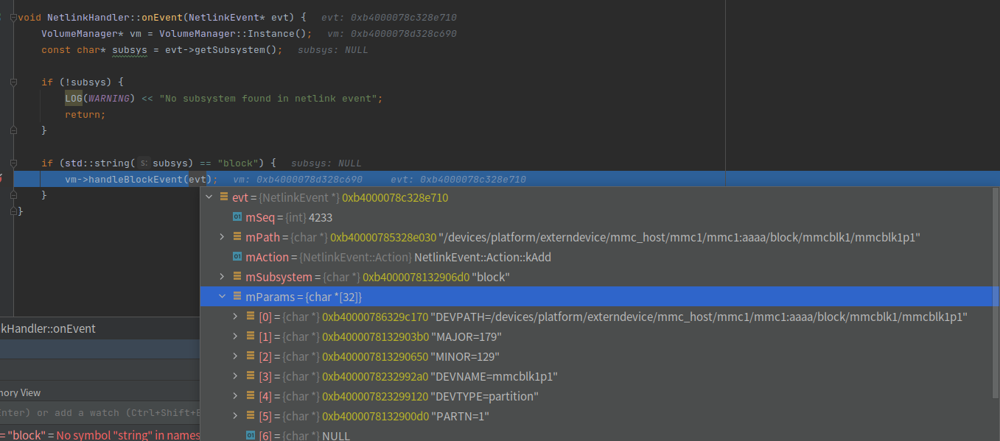 void NetlinkHandler::onEvent(NetlinkEvent* evt) { evt: 0xb4000078c328e710
VolumeManager* vm = VolumeManager::Instance(); vm: 0xb4000078d328c690
const char* subsys = evt->getSubsystem(); subsys: NULL
if (!subsys) {
LOG(WARNING) << "No subsystem found in netlink event";
return;
}
if (std::string( s: subsys) == "block") { subsys: NULL
vm->handleBlockEvent(evt); vm: 0xb4000078d328c690 evt: 0xb4000078c328e710
}
}
evt = {NetlinkEvent *} 0xb4000078c328e710
mSeq = {int} 4233
mPath = {char *} 0xb40000785328e030 "/devices/platform/externdevice/mmc_host/mmc1/mmc1:aaaa/block/mmcblk1/mmcblk1p1"
mAction = {NetlinkEvent::Action} NetlinkEvent::Action::kAdd
mSubsystem = {char *} 0xb4000078132906d0 "block"
mParams = {char *[32]}
[0] = {char *} 0xb40000786329c170 "DEVPATH=/devices/platform/externdevice/mmc_host/mmc1/mmc1:aaaa/block/mmcblk1/mmcblk1p1"
[1] = {char *} 0xb4000078132903b0 "MAJOR=179"
[2] = {char *} 0xb400007813290650 "MINOR=129"
[3] = {char *} 0xb4000078232992a0 "DEVNAME=mmcblk1p1"
[4] = {char *} 0xb400007823299120 "DEVTYPE=partition"
[5] = {char *} 0xb4000078132900d0 "PARTN=1"
[6] = {char *} NULL
kHandler::onEvent
nory View
Enter) or add a watch (Ctrl+Shift+E
= "block" = No symbol "string" in names